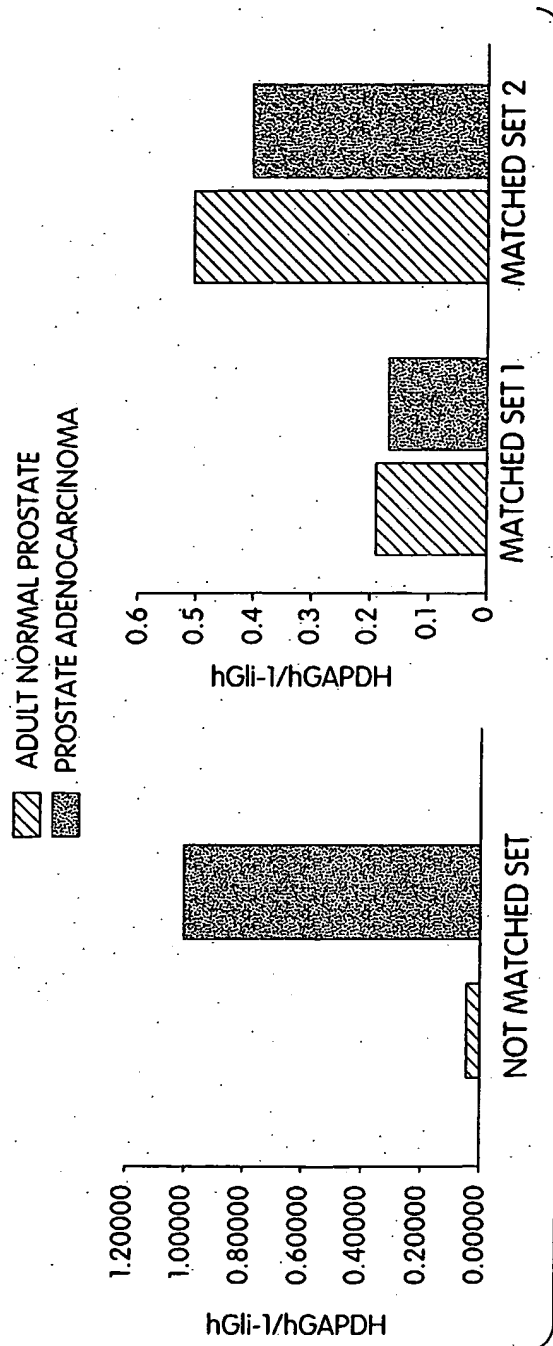 ADULT NORMAL PROSTATE
PROSTATE ADENOCARCINOMA
hGli-1/hGAPDH
1.20000
1.00000
0.80000
0.60000
0.40000
0.20000
0.00000
NOT MATCHED SET
hGli-1/hGAPDH
0.6
0.5
0.4
0.3
0.2
0.1
0
MATCHED SET 1
MATCHED SET 2